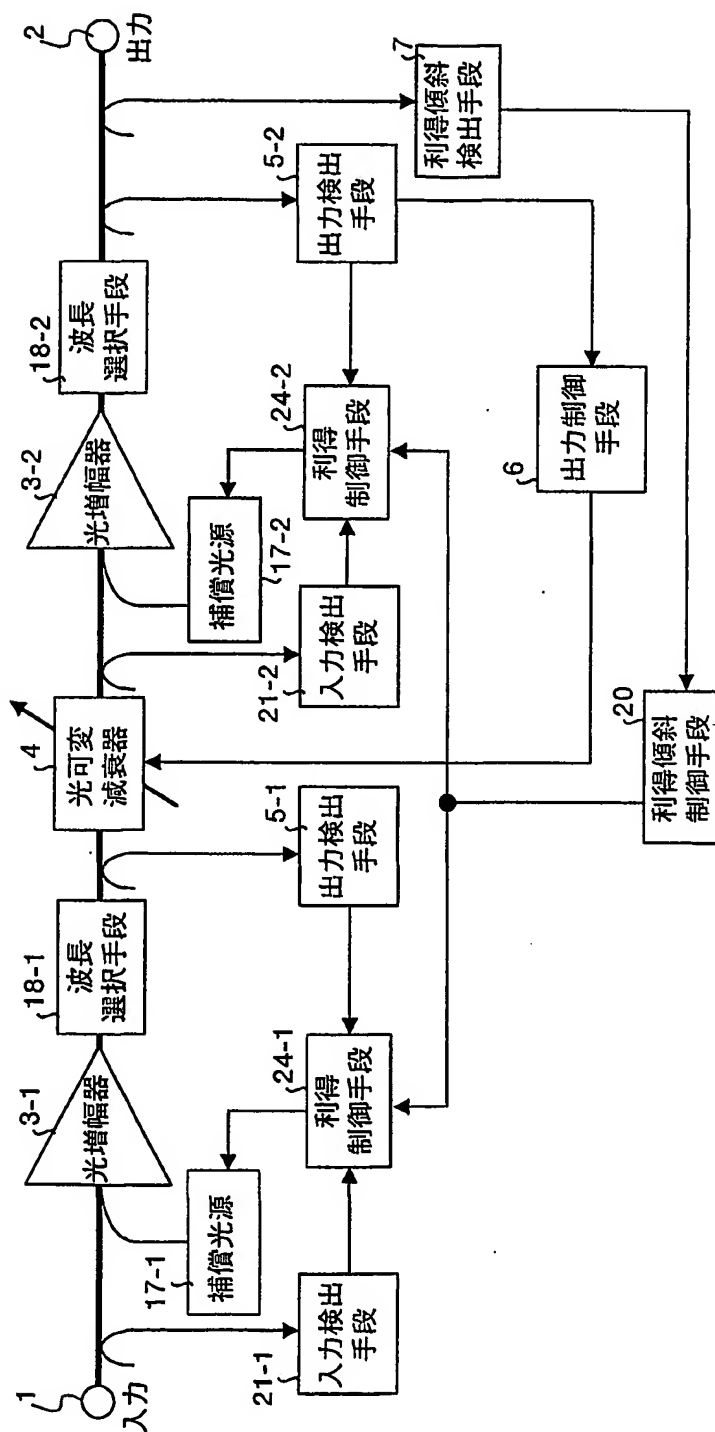 1
入力
21-1
入力検出
手段
17-1
補償光源
3-1
光増幅器
24-1
利得
制御手段
18-1
波長
選択手段
5-1
出力検出
手段
4
光可変
減衰器
21-2
入力検出
手段
17-2
補償光源
3-2
光増幅器
24-2
利得
制御手段
18-2
波長
選択手段
5-2
出力検出
手段
6
出力制御
手段
20
利得傾斜
制御手段
7
利得傾斜
検出手段
2
出力